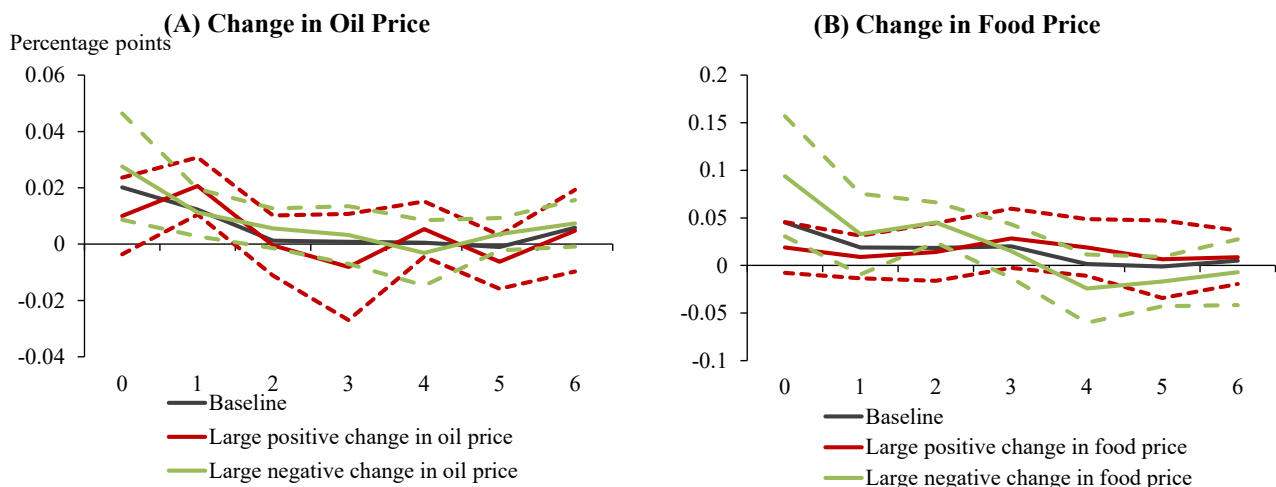 (A) Change in Oil Price
Percentage points
0.06
0.04
0.02
0
-0.02
-0.04
0 1 2 3 4 5 6
Baseline
Large positive change in oil price
Large negative change in oil price
(B) Change in Food Price
0.2
0.15
0.1
0.05
0
-0.05
-0.1
0 1 2 3 4 5 6
Baseline
Large positive change in food price
Large negative change in food price